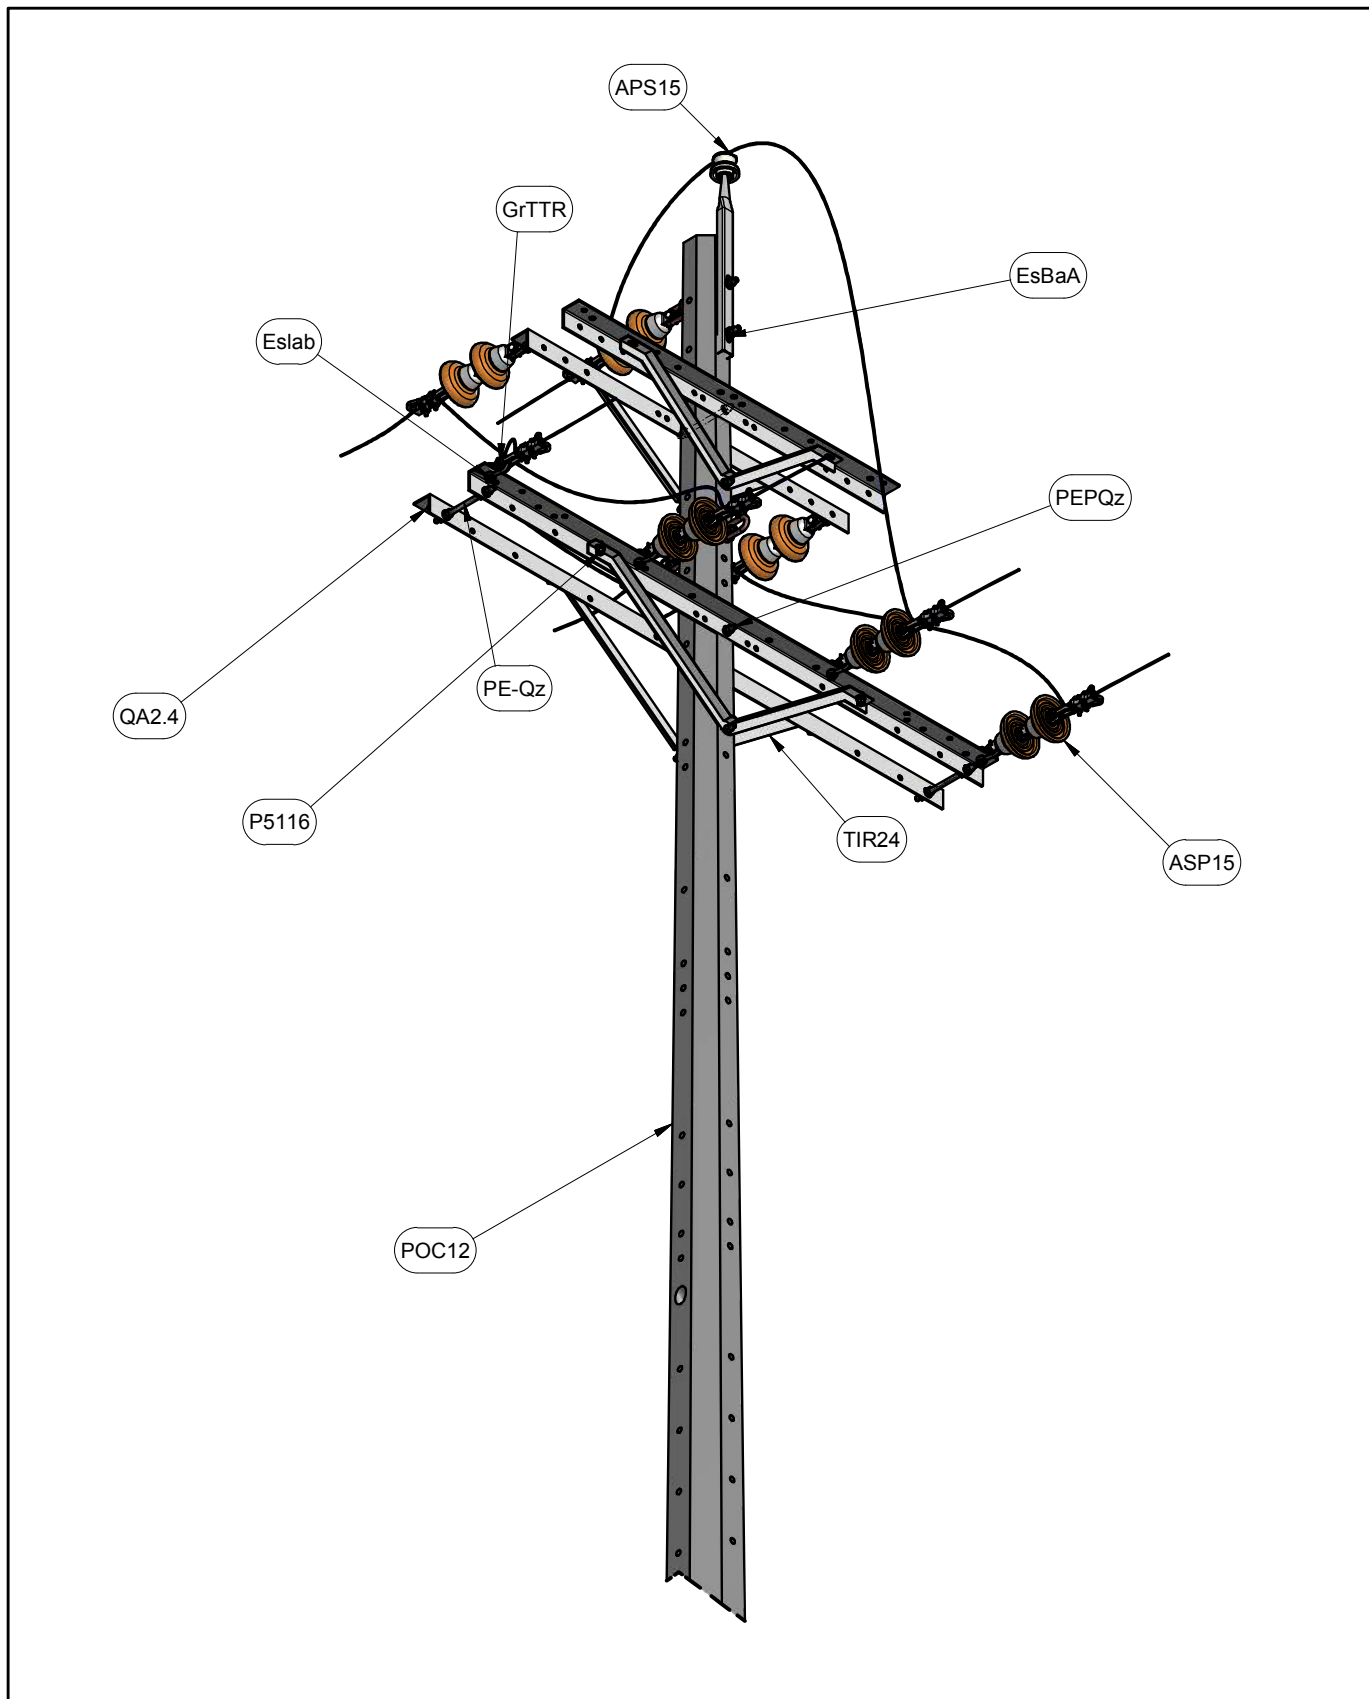 APS15
GrTTR
EsBaA
Eslab
PEPQz
PE-Qz
QA2.4
P5116
TIR24
ASP15
POC12